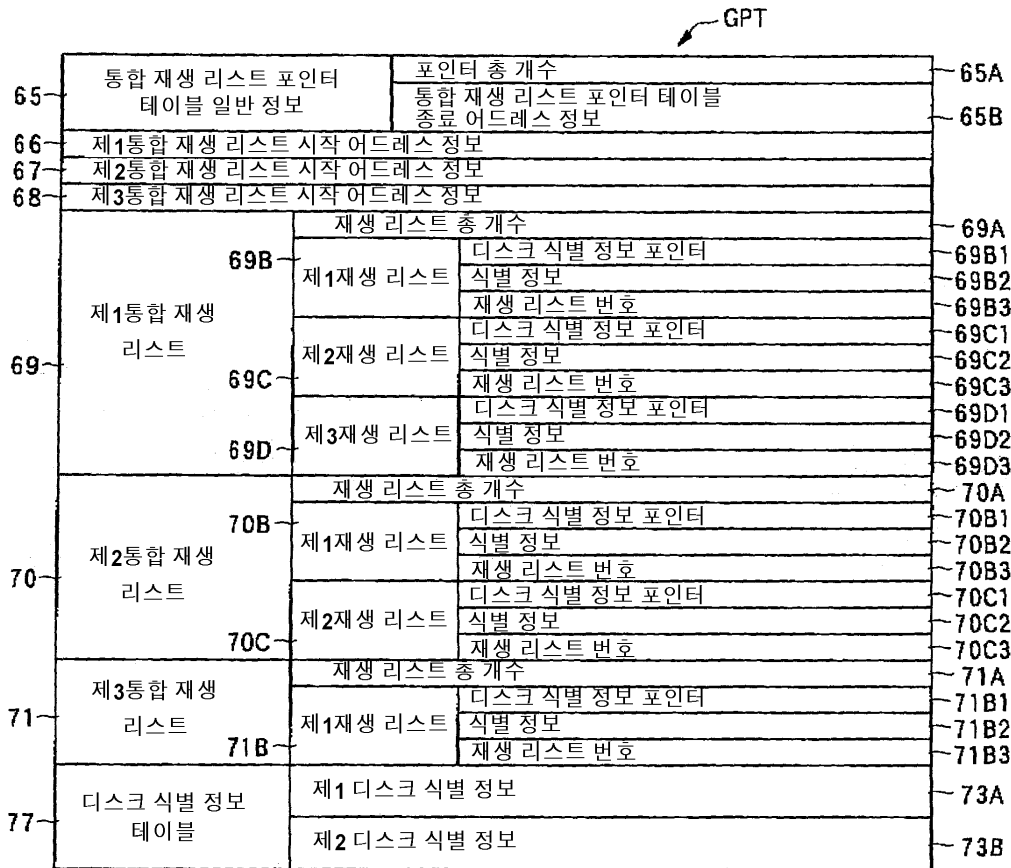 GPT
65
통합 재생 리스트 포인터
테이블 일반 정보
포인터 총 개수
65A
통합 재생 리스트 포인터 테이블
종료 어드레스 정보
65B
66
제1통합 재생 리스트 시작 어드레스 정보
67
제2통합 재생 리스트 시작 어드레스 정보
68
제3통합 재생 리스트 시작 어드레스 정보
69
제1통합 재생
리스트
재생 리스트 총 개수
69A
69B
제1재생 리스트
디스크 식별 정보 포인터
69B1
식별 정보
69B2
재생 리스트 번호
69B3
69C
제2재생 리스트
디스크 식별 정보 포인터
69C1
식별 정보
69C2
재생 리스트 번호
69C3
69D
제3재생 리스트
디스크 식별 정보 포인터
69D1
식별 정보
69D2
재생 리스트 번호
69D3
70
제2통합 재생
리스트
재생 리스트 총 개수
70A
70B
제1재생 리스트
디스크 식별 정보 포인터
70B1
식별 정보
70B2
재생 리스트 번호
70B3
70C
제2재생 리스트
디스크 식별 정보 포인터
70C1
식별 정보
70C2
재생 리스트 번호
70C3
71
제3통합 재생
리스트
재생 리스트 총 개수
71A
71B
제1재생 리스트
디스크 식별 정보 포인터
71B1
식별 정보
71B2
재생 리스트 번호
71B3
77
디스크 식별 정보
테이블
제1 디스크 식별 정보
73A
제2 디스크 식별 정보
73B